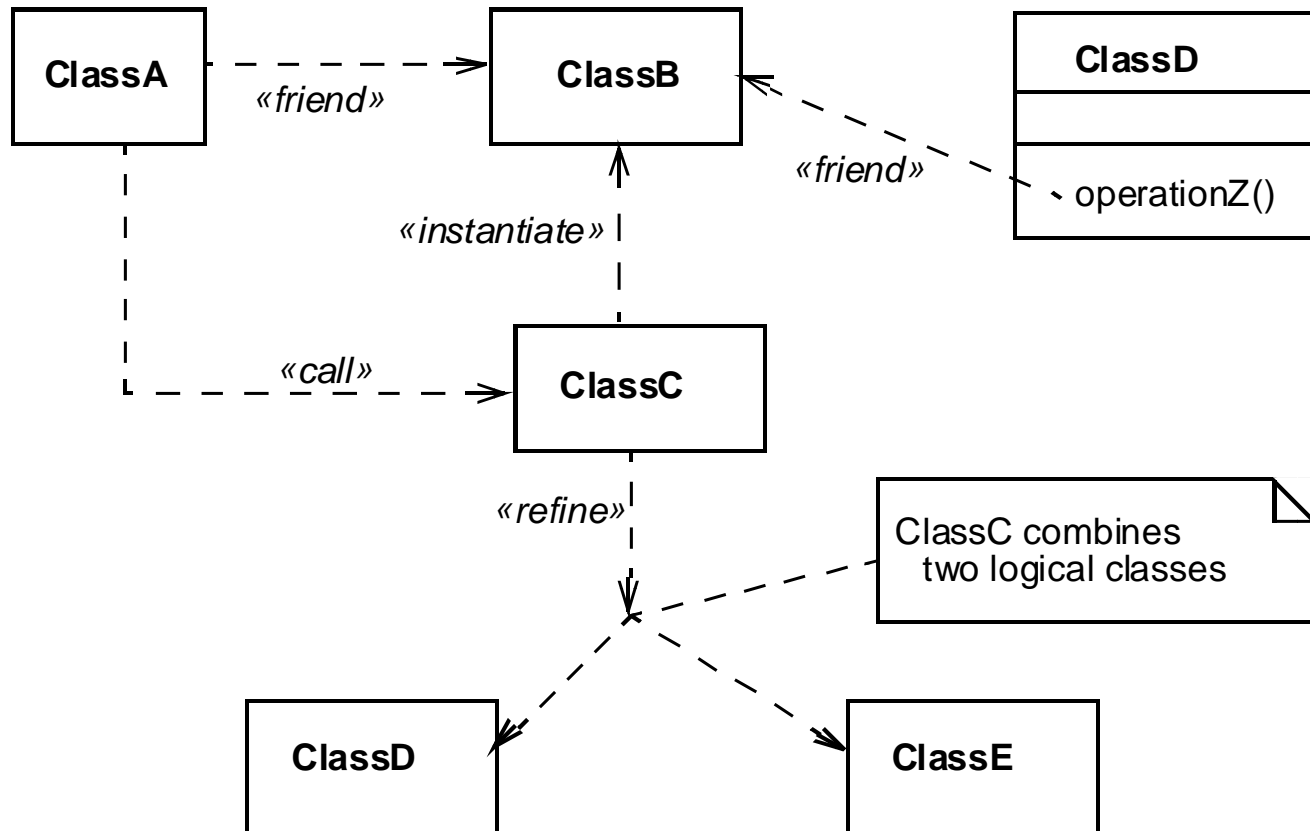 ClassA
«friend»
ClassB
ClassD
«friend»
operationZ()
«instantiate»
«call»
ClassC
«refine»
ClassC combines
two logical classes
ClassD
ClassE